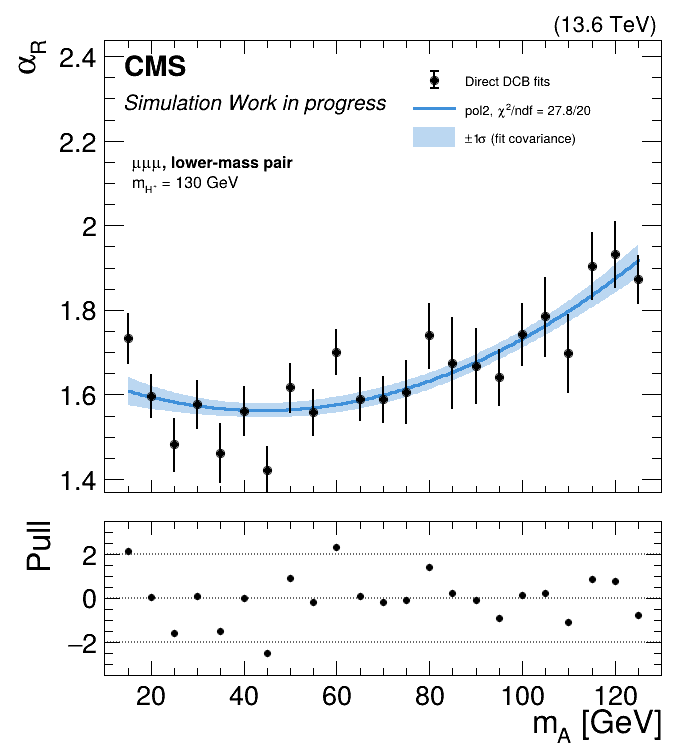 (13.6 TeV)
α_R
CMS
Simulation Work in progress
μμμ, lower-mass pair
m_H⁻ = 130 GeV
Direct DCB fits
pol2, χ²/ndf = 27.8/20
±1σ (fit covariance)
2.4
2.2
2
1.8
1.6
1.4
Pull
2
0
−2
20 40 60 80 100 120
m_A [GeV]